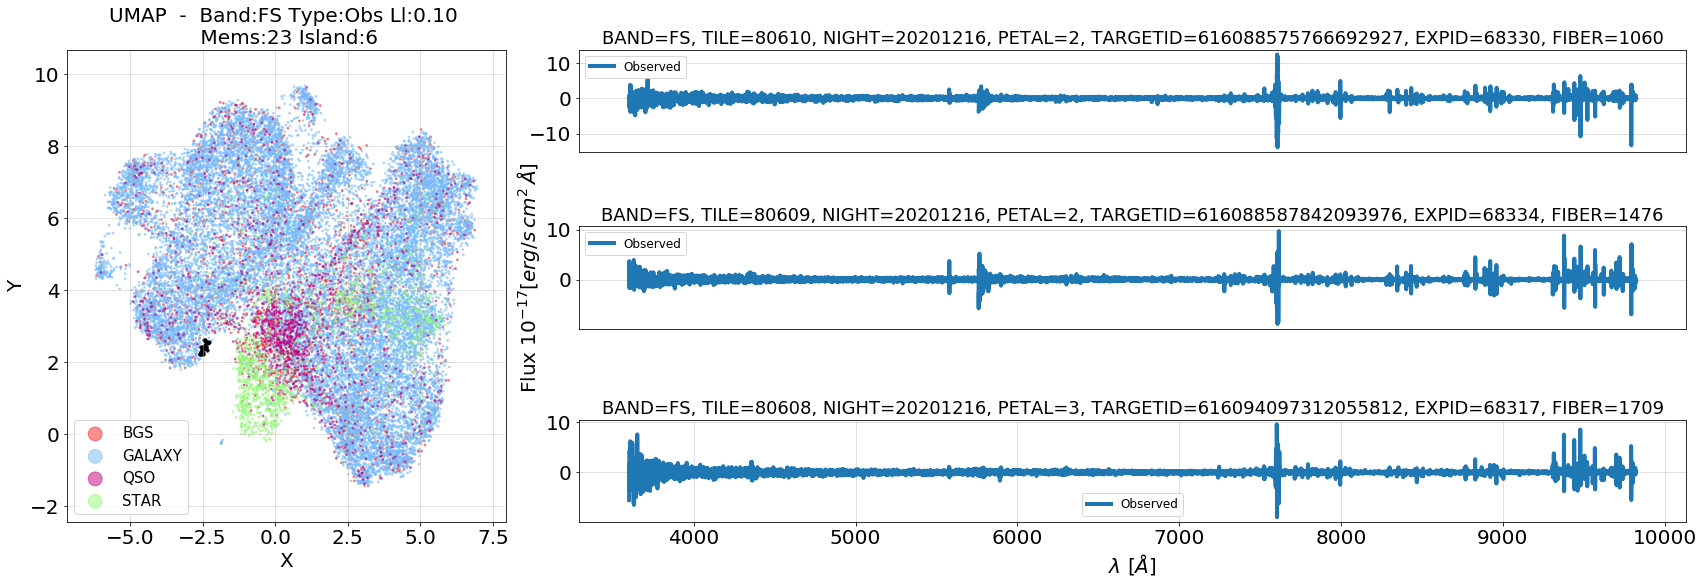 UMAP - Band:FS Type:Obs Ll:0.10
Mems:23 Island:6
10
8
6
4
2
0
−2
Y
BGS
GALAXY
QSO
STAR
−5.0 −2.5 0.0 2.5 5.0 7.5
X
BAND=FS, TILE=80610, NIGHT=20201216, PETAL=2, TARGETID=616088575766692927, EXPID=68330, FIBER=1060
10
0
−10
Observed
BAND=FS, TILE=80609, NIGHT=20201216, PETAL=2, TARGETID=616088587842093976, EXPID=68334, FIBER=1476
10
0
Observed
Flux 10⁻¹⁷[erg/s cm² Å]
BAND=FS, TILE=80608, NIGHT=20201216, PETAL=3, TARGETID=616094097312055812, EXPID=68317, FIBER=1709
10
0
Observed
4000 5000 6000 7000 8000 9000 10000
λ [Å]